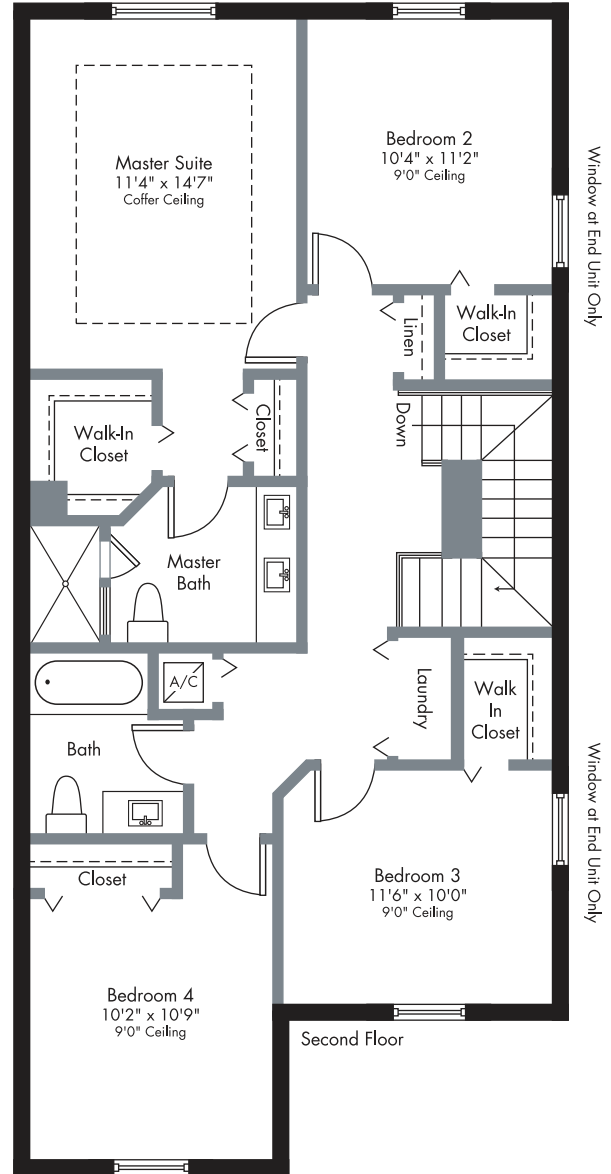 Master Suite
11'4" x 14'7"
Coffer Ceiling
Bedroom 2
10'4" x 11'2"
9'0" Ceiling
Window at End Unit Only
Linen
Walk-In
Closet
Walk-In
Closet
Closet
Down
Master
Bath
A/C
Laundry
Walk
In
Closet
Bath
Window at End Unit Only
Closet
Bedroom 3
11'6" x 10'0"
9'0" Ceiling
Bedroom 4
10'2" x 10'9"
9'0" Ceiling
Second Floor